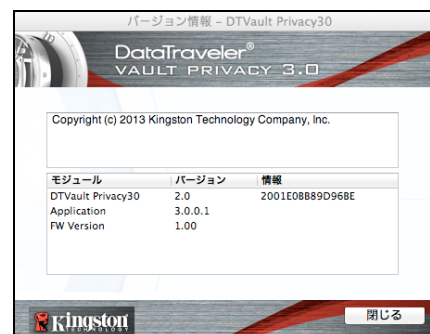 バージョン情報 – DTVault Privacy30
DataTraveler®
VAULT PRIVACY 3.0
Copyright (c) 2013 Kingston Technology Company, Inc.
モジュール バージョン 情報
DTVault Privacy30 2.0 2001E0BB89D96BE
Application 3.0.0.1
FW Version 1.00
Kingston
TECHNOLOGY
閉じる